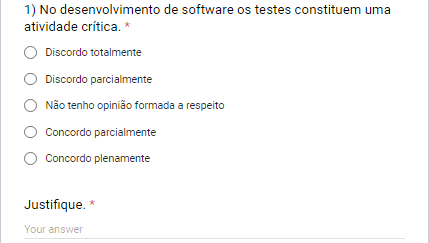 1) No desenvolvimento de software os testes constituem uma
atividade crítica. *
Discordo totalmente
Discordo parcialmente
Não tenho opinião formada a respeito
Concordo parcialmente
Concordo plenamente
Justifique. *
Your answer